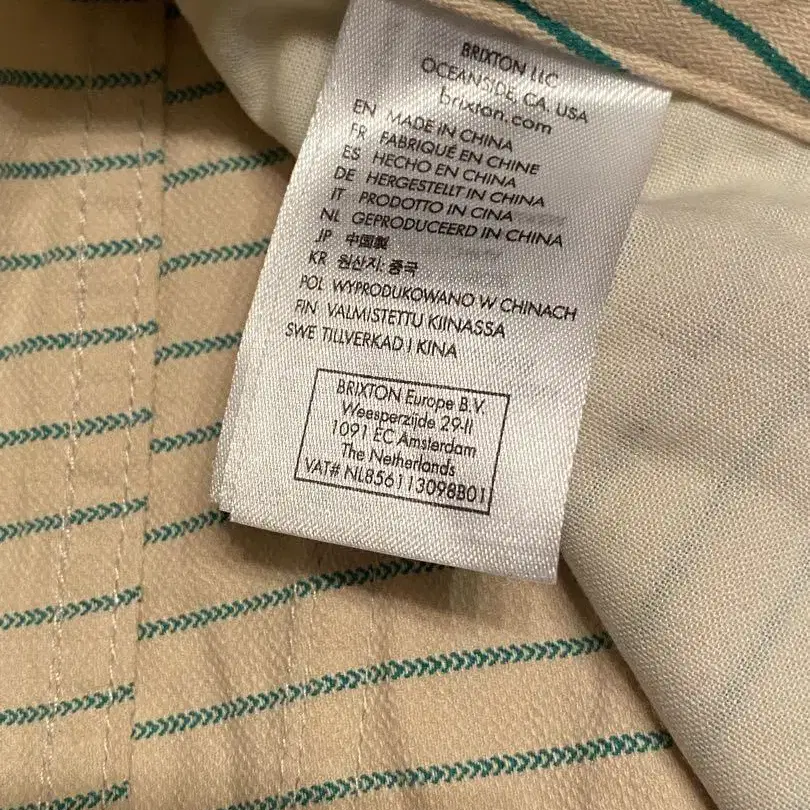 BRIXTON LLC
OCEANSIDE, CA. USA
brixton.com
EN MADE IN CHINA
FR FABRIQUÉ EN CHINE
ES HECHO EN CHINA
DE HERGESTELLT IN CHINA
IT PRODOTTO IN CINA
NL GEPRODUCEERD IN CHINA
JP 中国製
KR 원산지: 중국
POL WYPRODUKOWANO W CHINACH
FIN VALMISTETTU KIINASSA
SWE TILLVERKAD I KINA
BRIXTON Europe B.V.
Weesperzijde 29-II
1091 EC Amsterdam
The Netherlands
VAT# NL856113098B01